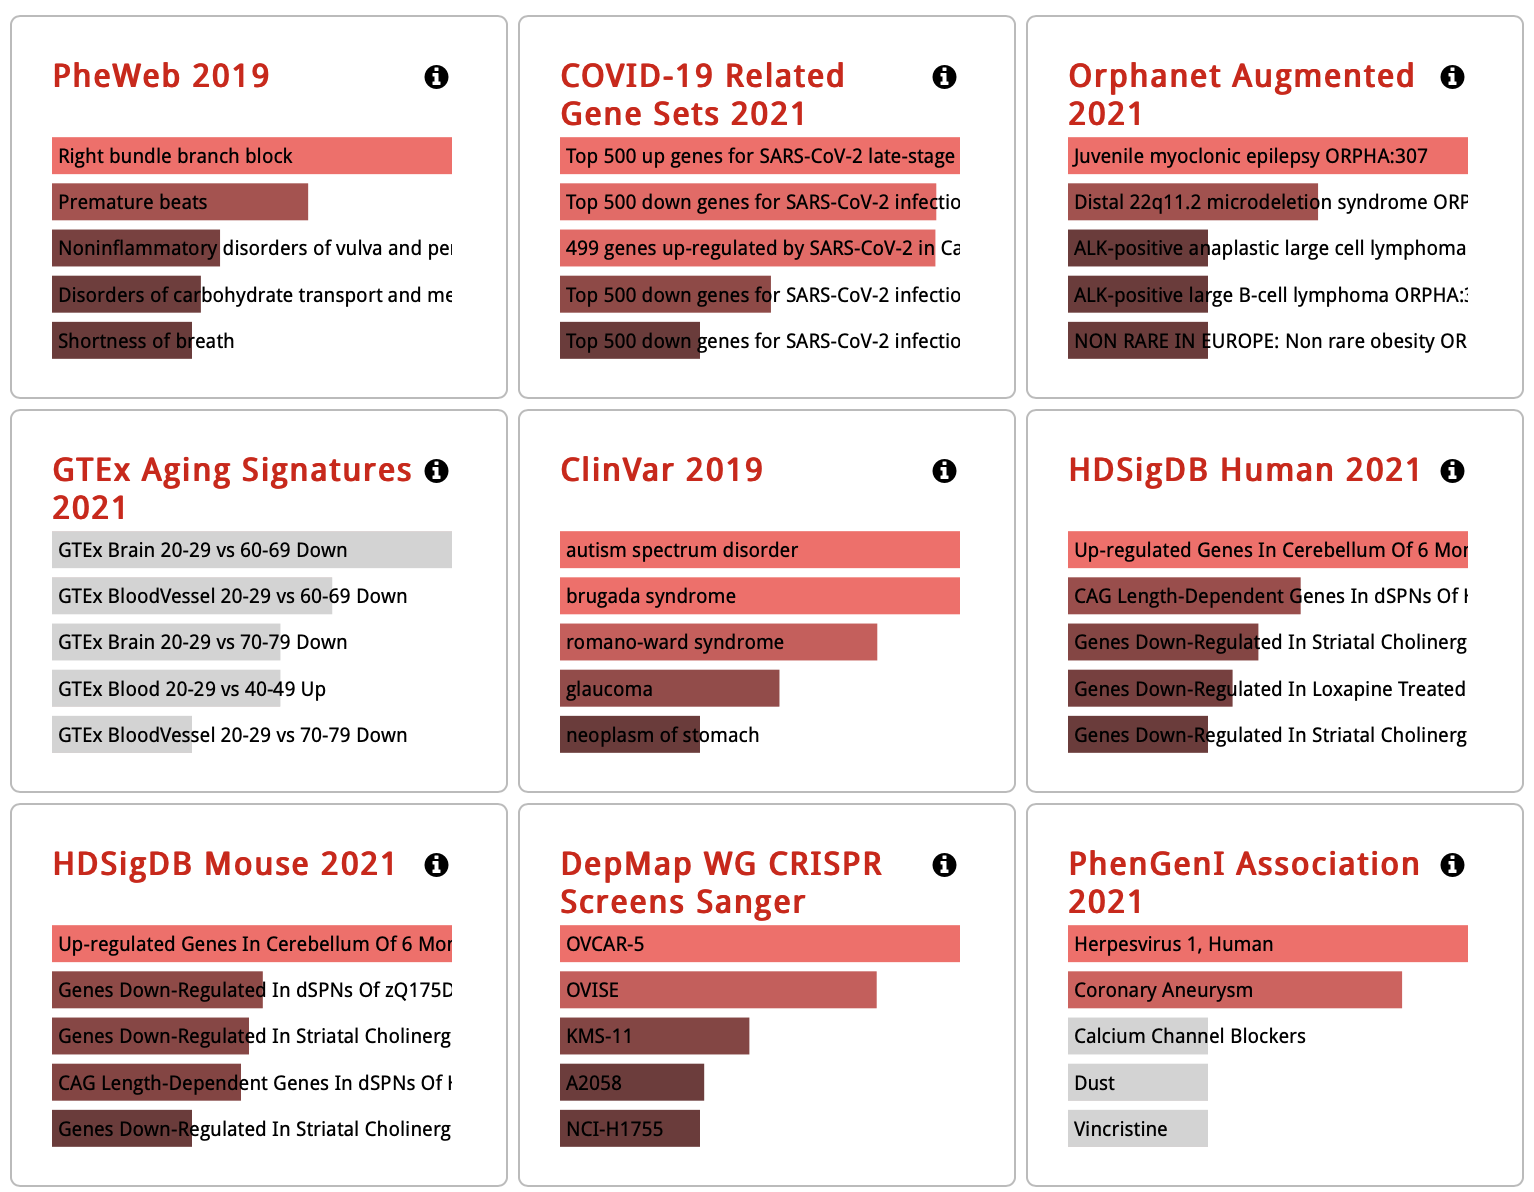 PheWeb 2019
Right bundle branch block
Premature beats
Noninflammatory disorders of vulva and per
Disorders of carbohydrate transport and me
Shortness of breath
COVID-19 Related
Gene Sets 2021
Top 500 up genes for SARS-CoV-2 late-stage
Top 500 down genes for SARS-CoV-2 infectio
499 genes up-regulated by SARS-CoV-2 in Ca
Top 500 down genes for SARS-CoV-2 infectio
Top 500 down genes for SARS-CoV-2 infectio
Orphanet Augmented
2021
Juvenile myoclonic epilepsy ORPHA:307
Distal 22q11.2 microdeletion syndrome ORP
ALK-positive anaplastic large cell lymphoma
ALK-positive large B-cell lymphoma ORPHA:3
NON RARE IN EUROPE: Non rare obesity OR
GTEx Aging Signatures
2021
GTEx Brain 20-29 vs 60-69 Down
GTEx BloodVessel 20-29 vs 60-69 Down
GTEx Brain 20-29 vs 70-79 Down
GTEx Blood 20-29 vs 40-49 Up
GTEx BloodVessel 20-29 vs 70-79 Down
ClinVar 2019
autism spectrum disorder
brugada syndrome
romano-ward syndrome
glaucoma
neoplasm of stomach
HDSigDB Human 2021
Up-regulated Genes In Cerebellum Of 6 Mon
CAG Length-Dependent Genes In dSPNs Of H
Genes Down-Regulated In Striatal Cholinerg
Genes Down-Regulated In Loxapine Treated
Genes Down-Regulated In Striatal Cholinerg
HDSigDB Mouse 2021
Up-regulated Genes In Cerebellum Of 6 Mon
Genes Down-Regulated In dSPNs Of zQ175D
Genes Down-Regulated In Striatal Cholinerg
CAG Length-Dependent Genes In dSPNs Of H
Genes Down-Regulated In Striatal Cholinerg
DepMap WG CRISPR
Screens Sanger
OVCAR-5
OVISE
KMS-11
A2058
NCI-H1755
PhenGenI Association
2021
Herpesvirus 1, Human
Coronary Aneurysm
Calcium Channel Blockers
Dust
Vincristine